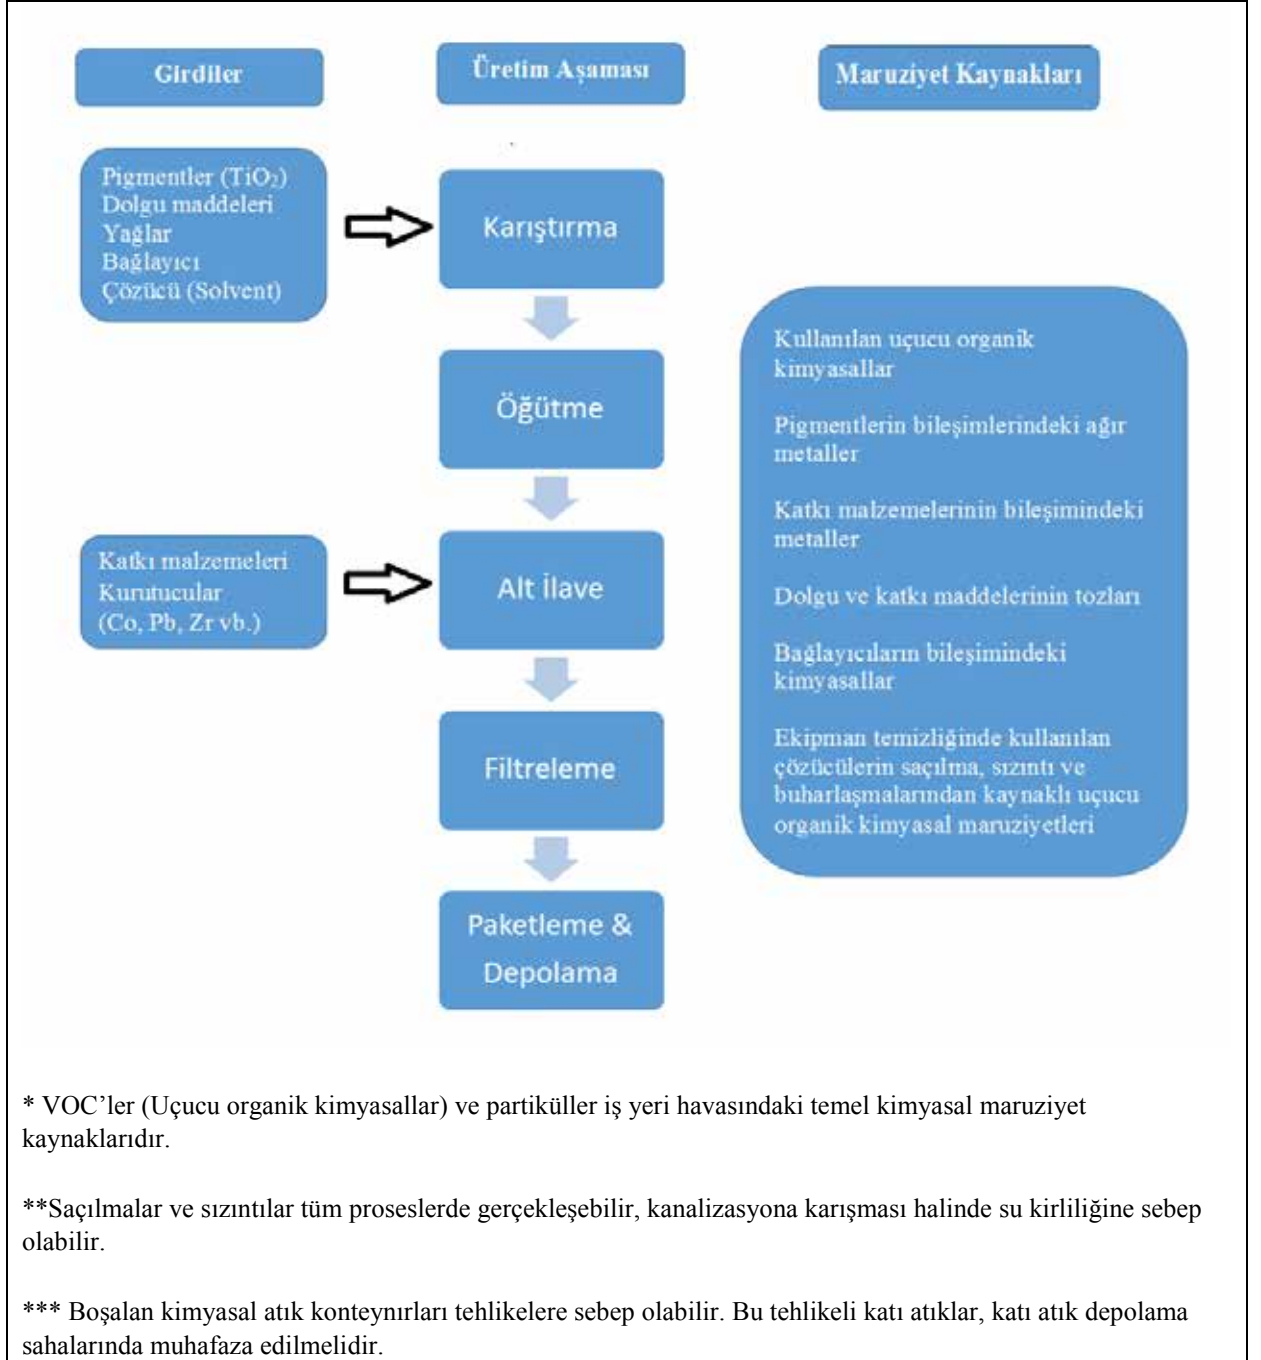 Girdiler
Üretim Aşaması
Maruziyet Kaynakları
Pigmentler (TiO₂)
Dolgu maddeleri
Yağlar
Bağlayıcı
Çözücü (Solvent)
Karıştırma
Öğütme
Katkı malzemeleri
Kurutucular
(Co, Pb, Zr vb.)
Alt İlave
Filtreleme
Paketleme &
Depolama
Kullanılan uçucu organik
kimyasallar
Pigmentlerin bileşimlerindeki ağır
metaller
Katkı malzemelerinin bileşimindeki
metaller
Dolgu ve katkı maddelerinin tozları
Bağlayıcıların bileşimindeki
kimyasallar
Ekipman temizliğinde kullanılan
çözücülerin saçılma, sızıntı ve
buharlaşmalarından kaynaklı uçucu
organik kimyasal maruziyetleri
* VOC’ler (Uçucu organik kimyasallar) ve partiküller iş yeri havasındaki temel kimyasal maruziyet
kaynaklarıdır.
**Saçılmalar ve sızıntılar tüm proseslerde gerçekleşebilir, kanalizasyona karışması halinde su kirliliğine sebep
olabilir.
*** Boşalan kimyasal atık konteynırları tehlikelere sebep olabilir. Bu tehlikeli katı atıklar, katı atık depolama
sahalarında muhafaza edilmelidir.